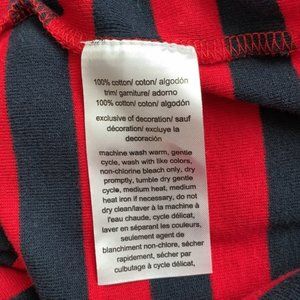 100% cotton/ coton/ algodón
trim/ garniture/ adorno
100% cotton/ coton/ algodón
exclusive of decoration/ sauf
décoration/ excluye la
decoración
machine wash warm, gentle
cycle, wash with like colors,
non-chlorine bleach only, dry
promptly, tumble dry gentle
cycle, medium heat, medium
heat iron if necessary, do not
dry clean/laver à la machine à
l'eau chaude, cycle délicat,
laver en séparant les couleurs,
seulement agent de
blanchiment non-chlore, sécher
rapidement, sécher par
culbutage à cycle délicat,